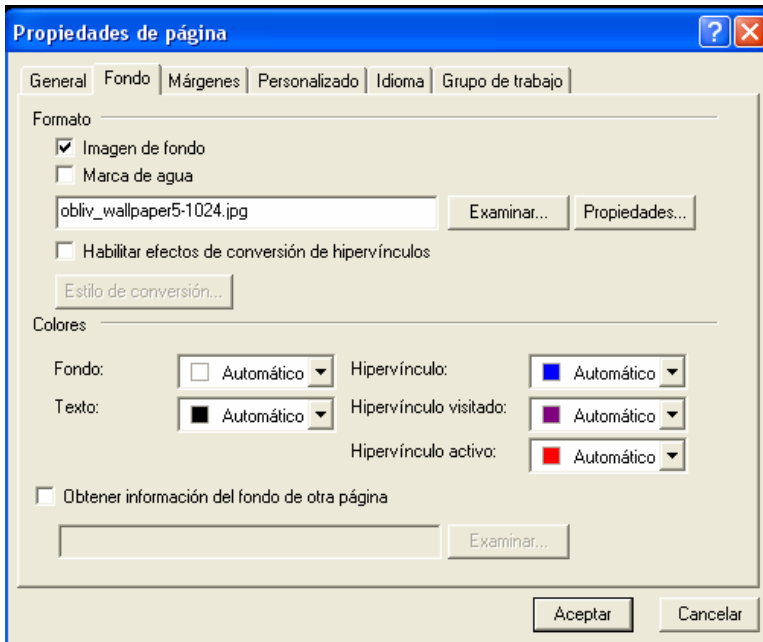 Propiedades de página
General Fondo Márgenes Personalizado Idioma Grupo de trabajo
Formato
Imagen de fondo
Marca de agua
obliv_wallpaper5-1024.jpg Examinar... Propiedades...
Habilitar efectos de conversión de hipervínculos
Estilo de conversión...
Colores
Fondo: Automático Hipervínculo: Automático
Texto: Automático Hipervínculo visitado: Automático
Hipervínculo activo: Automático
Obtener información del fondo de otra página
Examinar...
Aceptar Cancelar